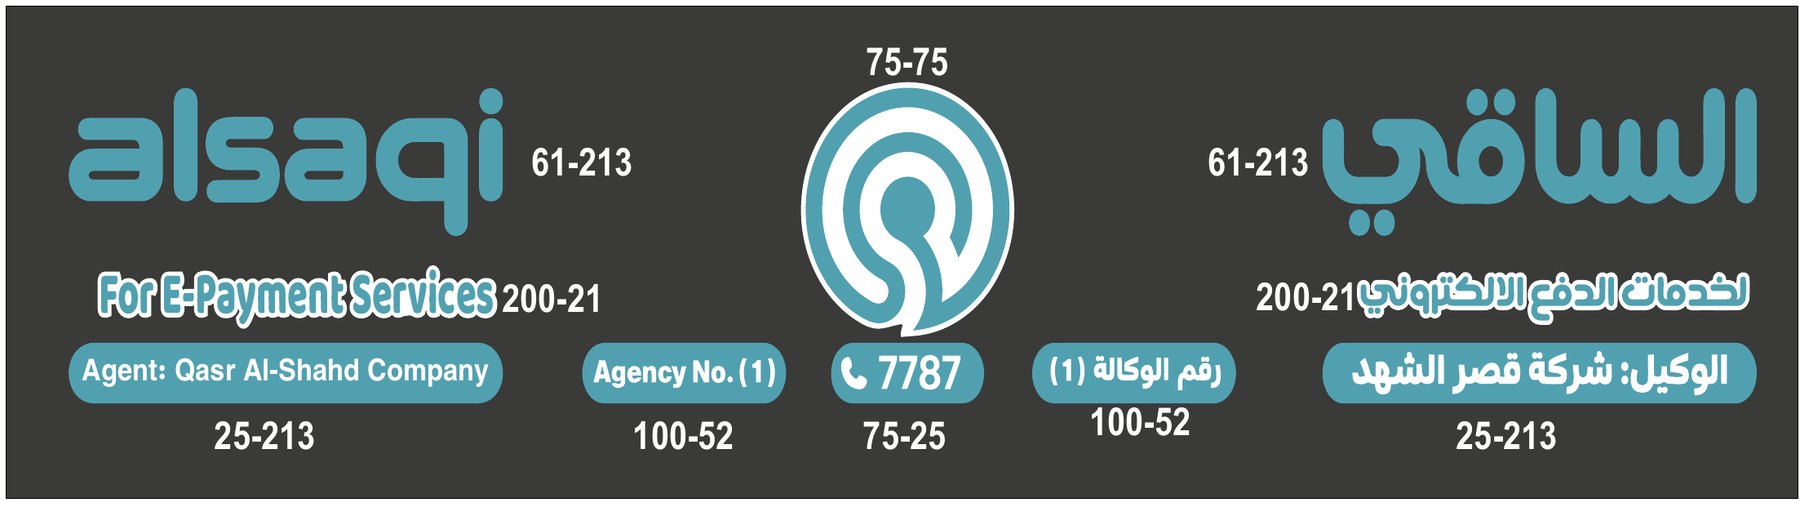 75-75
alsaqi
61-213
61-213
الساقي
For E-Payment Services
200-21
200-21
لخدمات الدفع الالكتروني
Agent: Qasr Al-Shahd Company
Agency No. (1)
7787
رقم الوكالة (1)
الوكيل: شركة قصر الشهد
25-213
100-52
75-25
100-52
25-213